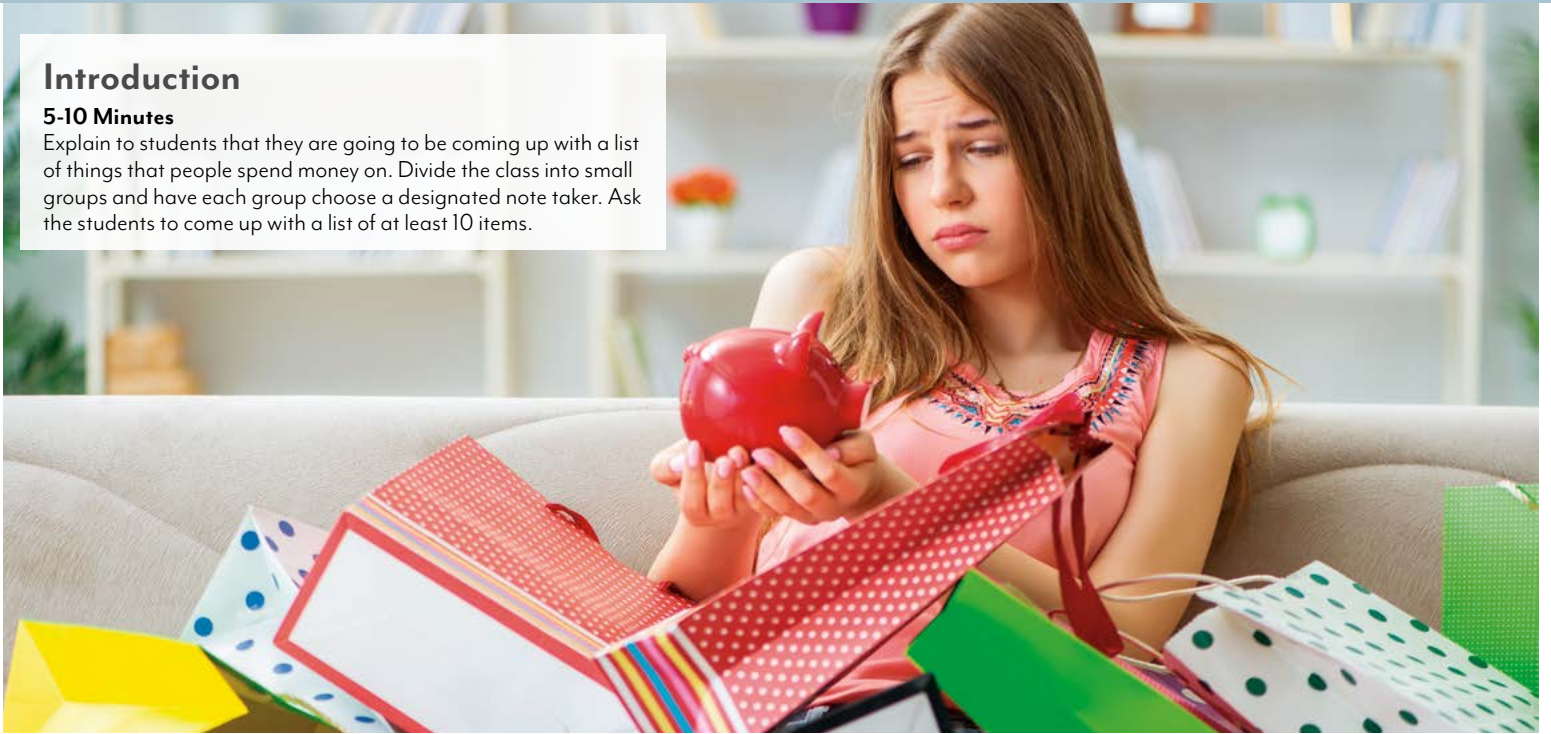 Introduction
5-10 Minutes
Explain to students that they are going to be coming up with a list
of things that people spend money on. Divide the class into small
groups and have each group choose a designated note taker. Ask
the students to come up with a list of at least 10 items.